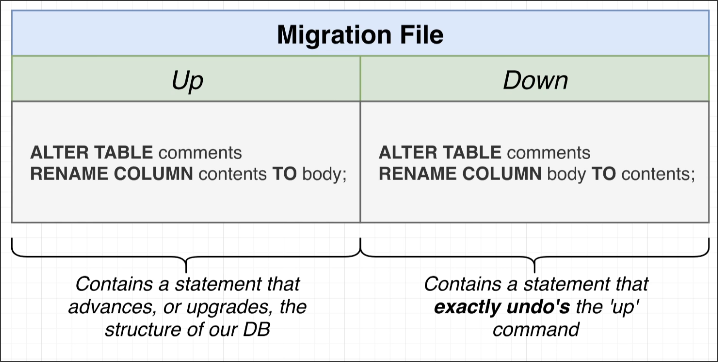 Migration File
Up
Down
ALTER TABLE comments
RENAME COLUMN contents TO body;
ALTER TABLE comments
RENAME COLUMN body TO contents;
Contains a statement that
advances, or upgrades, the
structure of our DB
Contains a statement that
exactly undo's the 'up'
command